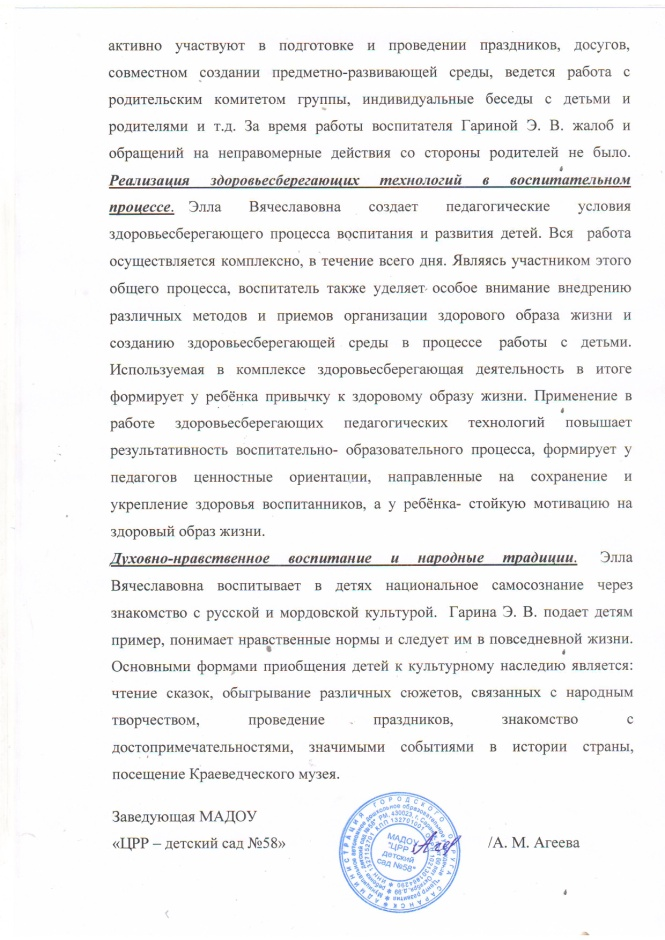 активно участвуют в подготовке и проведении праздников, досугов,
совместном создании предметно-развивающей среды, ведется работа с
родительским комитетом группы, индивидуальные беседы с детьми и
родителями и т.д. За время работы воспитателя Гариной Э. В. жалоб и
обращений на неправомерные действия со стороны родителей не было.
Реализация здоровьесберегающих технологий в воспитательном
процессе. Элла Вячеславовна создает педагогические условия
здоровьесберегающего процесса воспитания и развития детей. Вся работа
осуществляется комплексно, в течение всего дня. Являясь участником этого
общего процесса, воспитатель также уделяет особое внимание внедрению
различных методов и приемов организации здорового образа жизни и
созданию здоровьесберегающей среды в процессе работы с детьми.
Используемая в комплексе здоровьесберегающая деятельность в итоге
формирует у ребёнка привычку к здоровому образу жизни. Применение в
работе здоровьесберегающих педагогических технологий повышает
результативность воспитательно- образовательного процесса, формирует у
педагогов ценностные ориентации, направленные на сохранение и
укрепление здоровья воспитанников, а у ребёнка- стойкую мотивацию на
здоровый образ жизни.
Духовно-нравственное воспитание и народные традиции. Элла
Вячеславовна воспитывает в детях национальное самосознание через
знакомство с русской и мордовской культурой. Гарина Э. В. подает детям
пример, понимает нравственные нормы и следует им в повседневной жизни.
Основными формами приобщения детей к культурному наследию является:
чтение сказок, обыгрывание различных сюжетов, связанных с народным
творчеством, проведение праздников, знакомство с
достопримечательностями, значимыми событиями в истории страны,
посещение Краеведческого музея.
Заведующая МАДОУ
«ЦРР – детский сад №58»
/А. М. Агеева
АДМИНИСТРАЦИЯ ГОРОДСКОГО ОКРУГА САРАНСК
МАДОУ
"ЦРР
детский
сад №58"